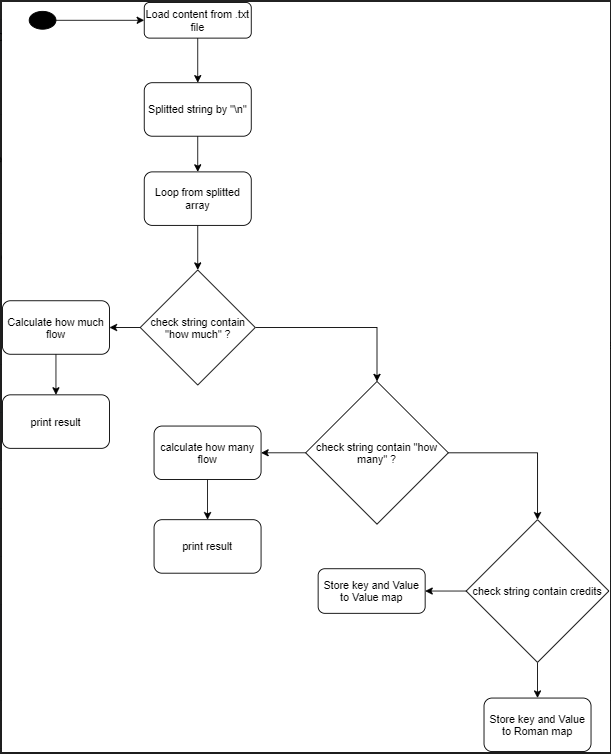 Load content from .txt
file
Splitted string by "\n"
Loop from splitted
array
check string contain
"how much" ?
Calculate how much
flow
print result
check string contain "how
many" ?
calculate how many
flow
print result
check string contain credits
Store key and Value
to Value map
Store key and Value
to Roman map